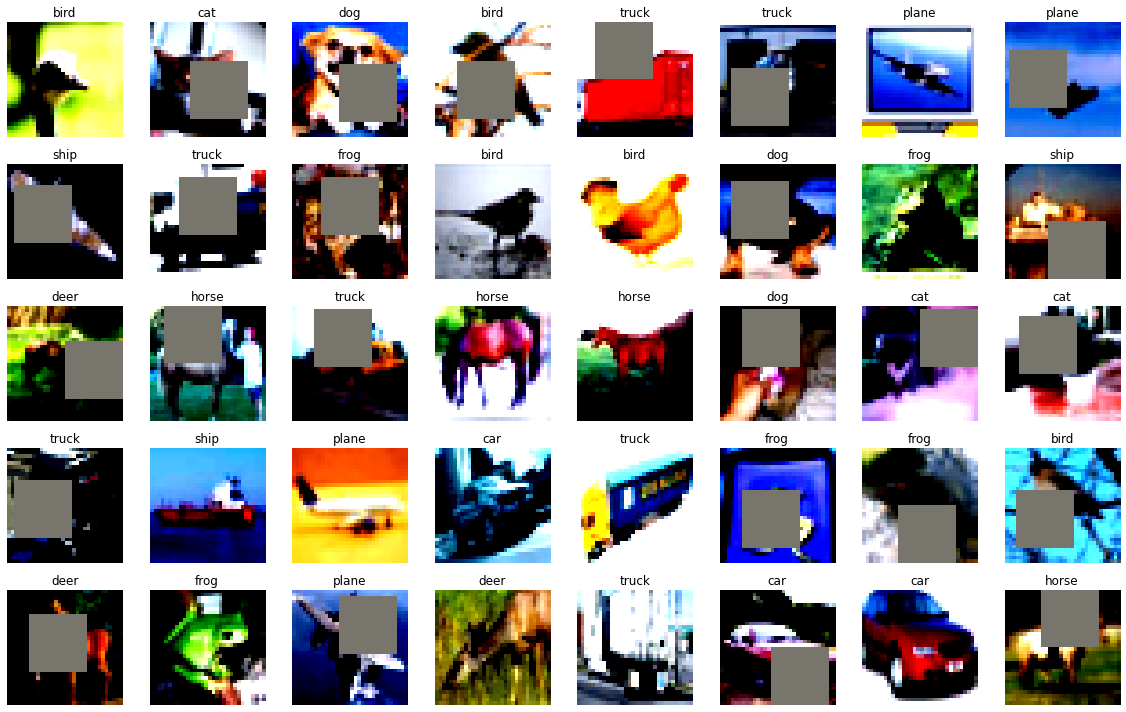 bird cat dog bird truck truck plane plane
ship truck frog bird bird dog frog ship
deer horse truck horse horse dog cat cat
truck ship plane car truck frog frog bird
deer frog plane deer truck car car horse